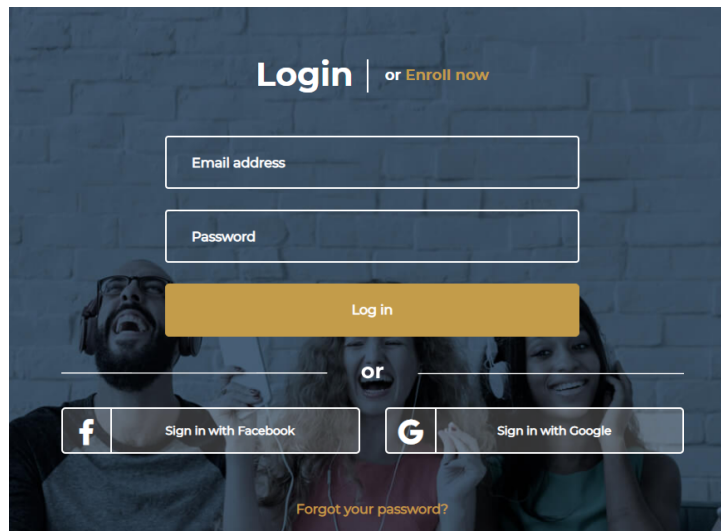 Login or Enroll now
Email address
Password
Log in
or
f Sign in with Facebook
G Sign in with Google
Forgot your password?